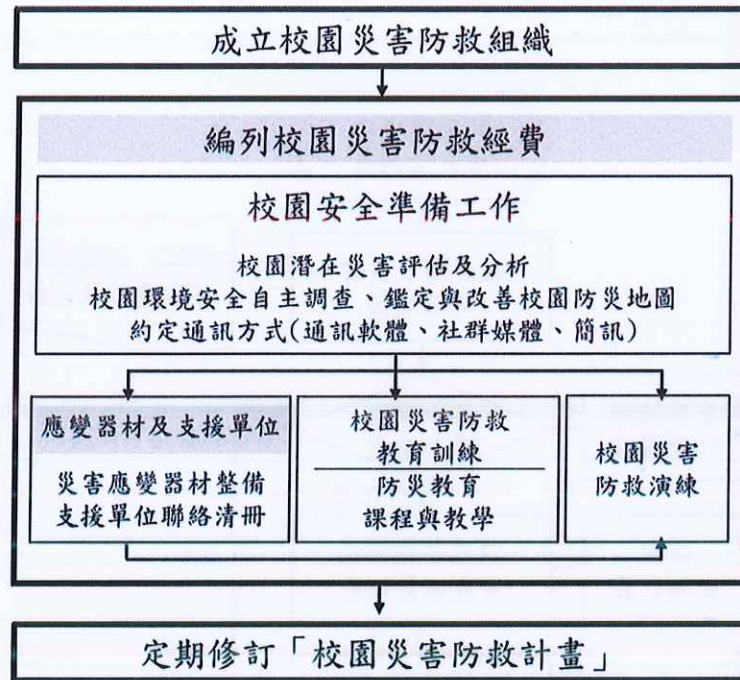 成立校園災害防救組織
編列校園災害防救經費
校園安全準備工作
校園潛在災害評估及分析
校園環境安全自主調查、鑑定與改善校園防災地圖
約定通訊方式(通訊軟體、社群媒體、簡訊)
應變器材及支援單位
災害應變器材整備
支援單位聯絡清冊
校園災害防救
教育訓練
防災教育
課程與教學
校園災害
防救演練
定期修訂「校園災害防救計畫」